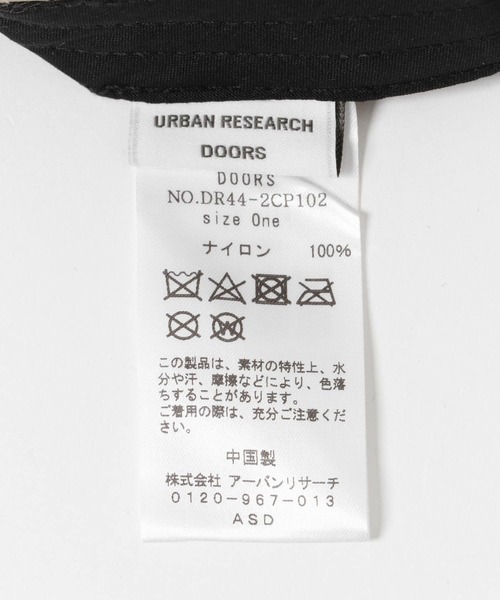 URBAN RESEARCH
DOORS
DOORS
NO.DR44-2CP102
size One
ナイロン 100%
この製品は、素材の特性上、水
分や汗、摩擦などにより、色落
ちすることがあります。
ご着用の際は、充分ご注意くだ
さい。
中国製
株式会社 アーバンリサーチ
0120-967-013
ASD